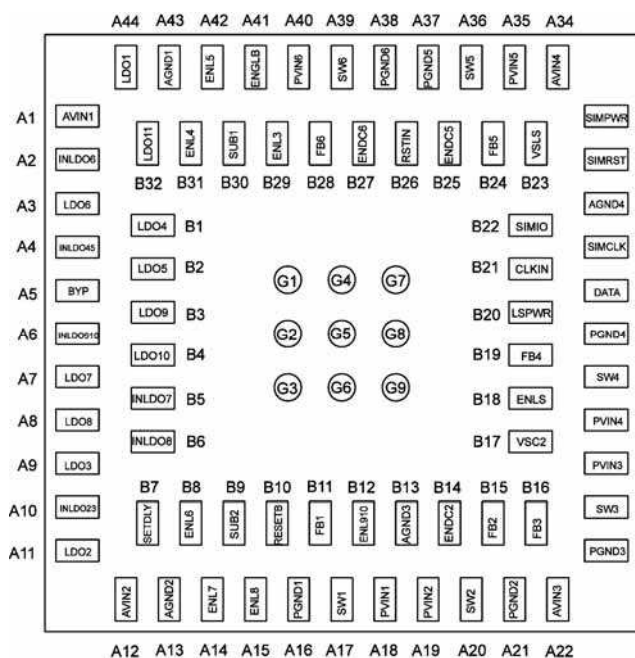 A44 A43 A42 A41 A40 A39 A38 A37 A36 A35 A34
LDO1 AGND1 ENL5 ENGLB PVIN6 SW6 PGND6 PGND5 SW5 PVIN5 AVIN4
A1 AVIN1 SIMPWR
LDO11 ENL4 SUB1 ENL3 FB6 ENDC6 RSTIN ENDC5 FB5 VSLS
A2 INLDO6 SIMRST
B32 B31 B30 B29 B28 B27 B26 B25 B24 B23
A3 LDO6 AGND4
LDO4 B1 B22 SIMIO
A4 INLDO45 SIMCLK
LDO5 B2 B21 CLKIN
G1 G4 G7
A5 BYP DATA
LDO9 B3 B20 LSPWR
A6 INLDO910 G2 G5 G8 PGND4
LDO10 B4 B19 FB4
A7 LDO7 SW4
G3 G6 G9
INLDO7 B5 B18 ENLS
A8 LDO8 PVIN4
INLDO8 B6 B17 VSC2
A9 LDO3 PVIN3
B7 B8 B9 B10 B11 B12 B13 B14 B15 B16
A10 INLDO23 SW3
SETDLY ENL6 SUB2 RESETB FB1 ENL910 AGND3 ENDC2 FB2 FB3
A11 LDO2 PGND3
AVIN2 AGND2 ENL7 ENL8 PGND1 SW1 PVIN1 PVIN2 SW2 PGND2 AVIN3
A12 A13 A14 A15 A16 A17 A18 A19 A20 A21 A22